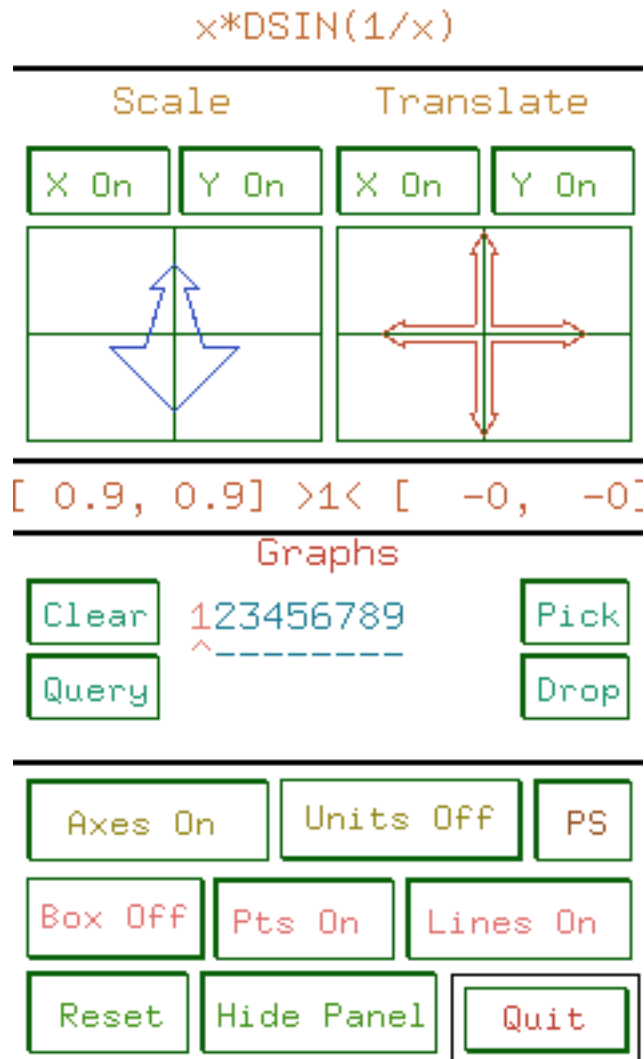 x*DSIN(1/x)
Scale Translate
X On Y On X On Y On
[ 0.9, 0.9] >1< [ -0, -0]
Graphs
Clear 123456789 Pick
^________
Query Drop
Axes On Units Off PS
Box Off Pts On Lines On
Reset Hide Panel Quit